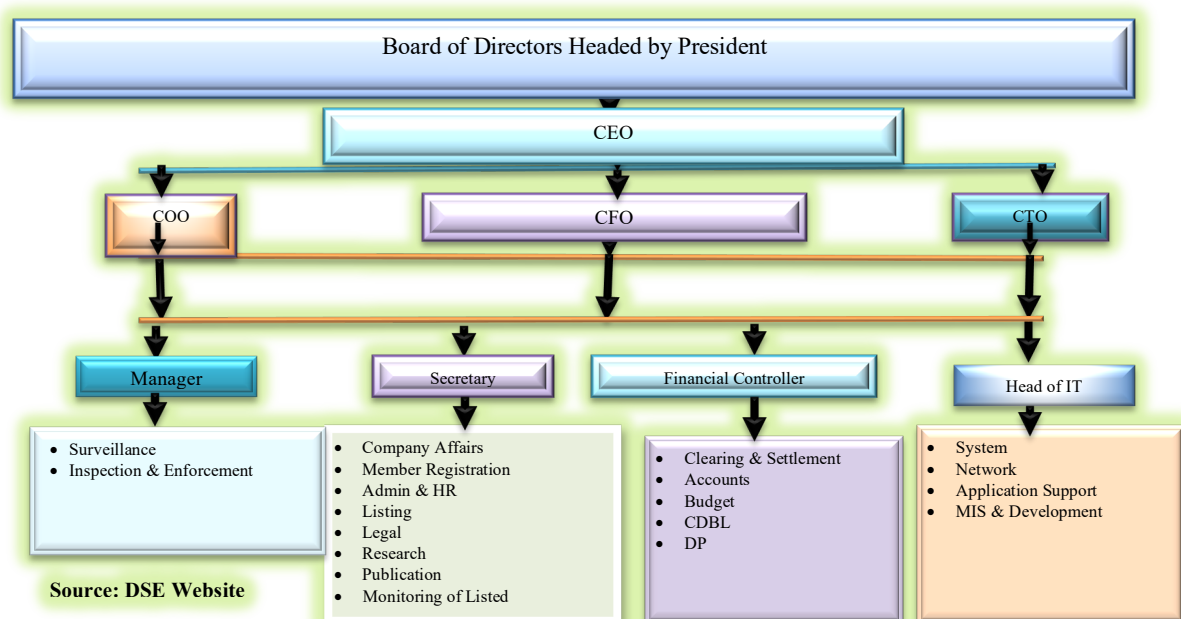 Board of Directors Headed by President
CEO
COO
CFO
CTO
Manager
Secretary
Financial Controller
Head of IT
• Surveillance
• Inspection & Enforcement
• Company Affairs
• Member Registration
• Admin & HR
• Listing
• Legal
• Research
• Publication
• Monitoring of Listed
• Clearing & Settlement
• Accounts
• Budget
• CDBL
• DP
• System
• Network
• Application Support
• MIS & Development
Source: DSE Website